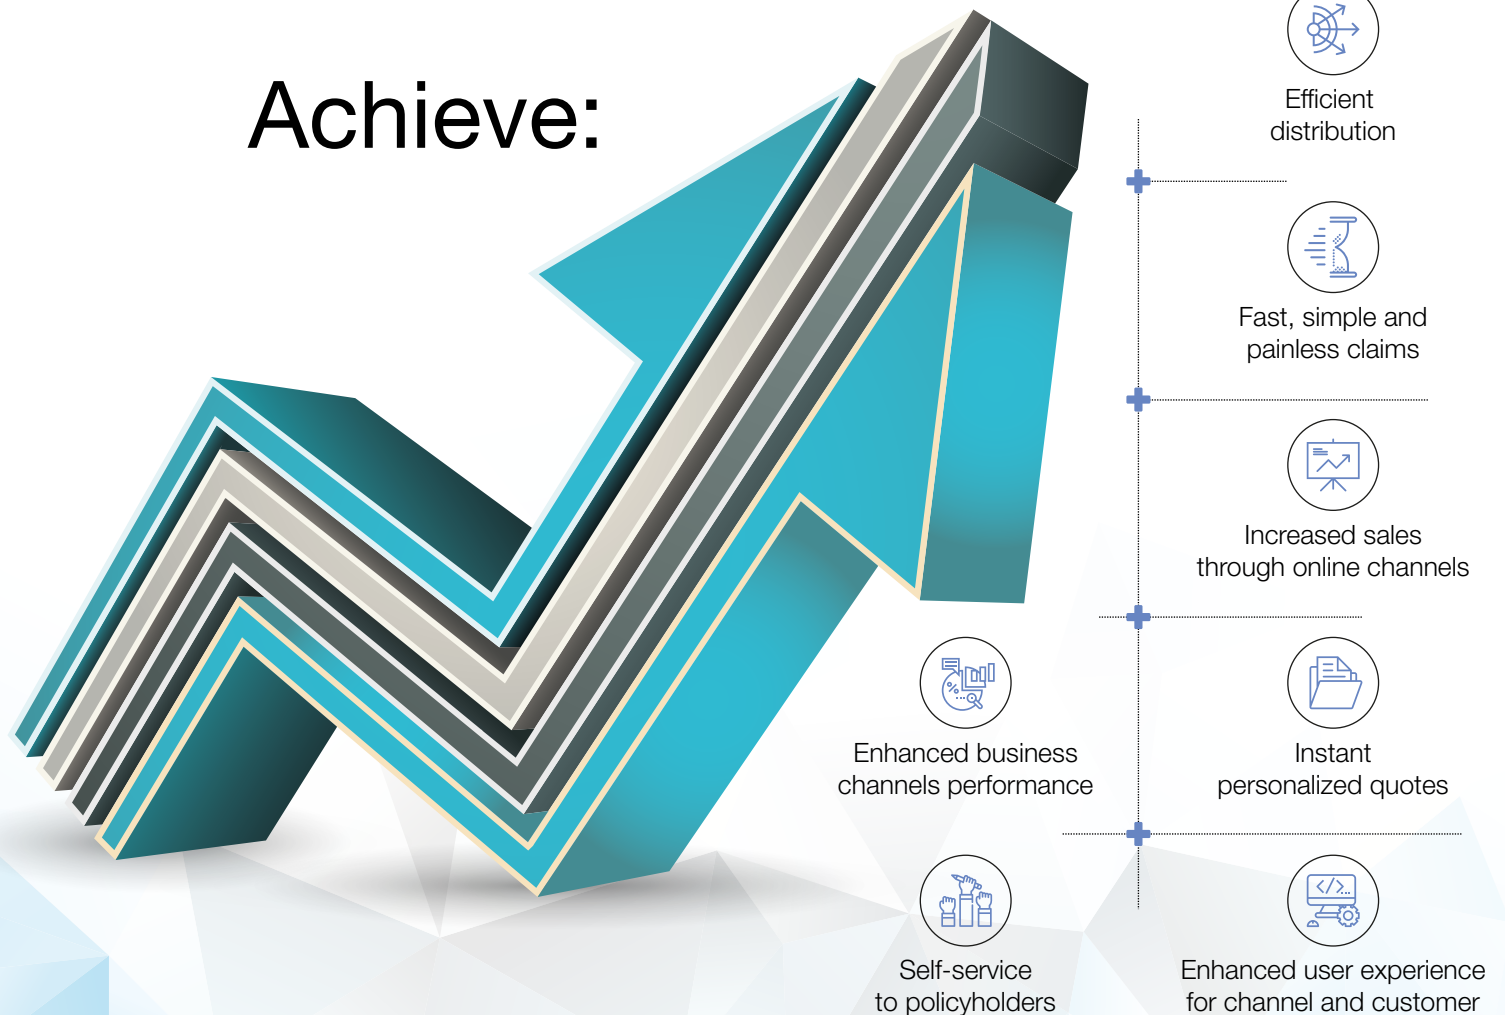 Achieve:
Efficient
distribution
Fast, simple and
painless claims
Increased sales
through online channels
Enhanced business
channels performance
Instant
personalized quotes
Self-service
to policyholders
Enhanced user experience
for channel and customer